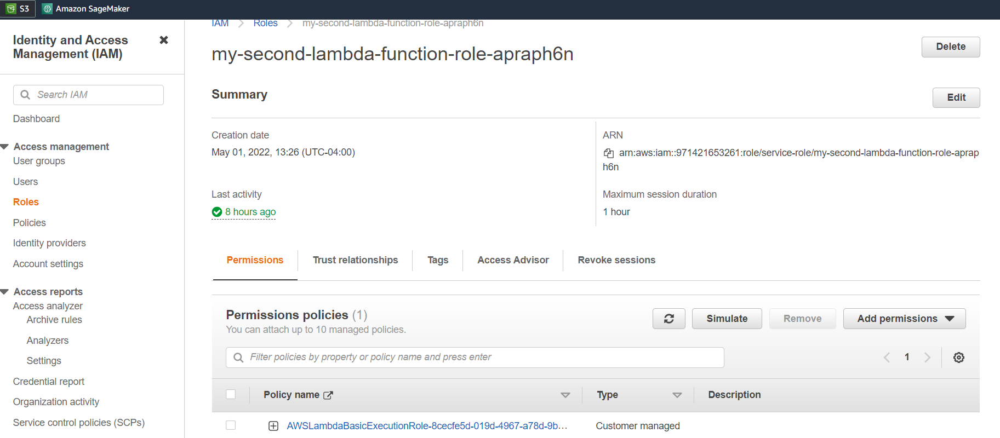 S3 Amazon SageMaker
IAM Roles my-second-lambda-function-role-apraph6n
Identity and Access
Management (IAM)
Search IAM
Dashboard
Access management
User groups
Users
Roles
Policies
Identity providers
Account settings
Access reports
Access analyzer
Archive rules
Analyzers
Settings
Credential report
Organization activity
Service control policies (SCPs)
my-second-lambda-function-role-apraph6n
Delete
Summary
Edit
Creation date
May 01, 2022, 13:26 (UTC-04:00)
ARN
arn:aws:iam::971421653261:role/service-role/my-second-lambda-function-role-aprap
h6n
Last activity
8 hours ago
Maximum session duration
1 hour
Permissions Trust relationships Tags Access Advisor Revoke sessions
Permissions policies (1)
You can attach up to 10 managed policies.
Simulate Remove Add permissions
Filter policies by property or policy name and press enter
1
Policy name Type Description
AWSLambdaBasicExecutionRole-8cecfe5d-019d-4967-a78d-9b... Customer managed